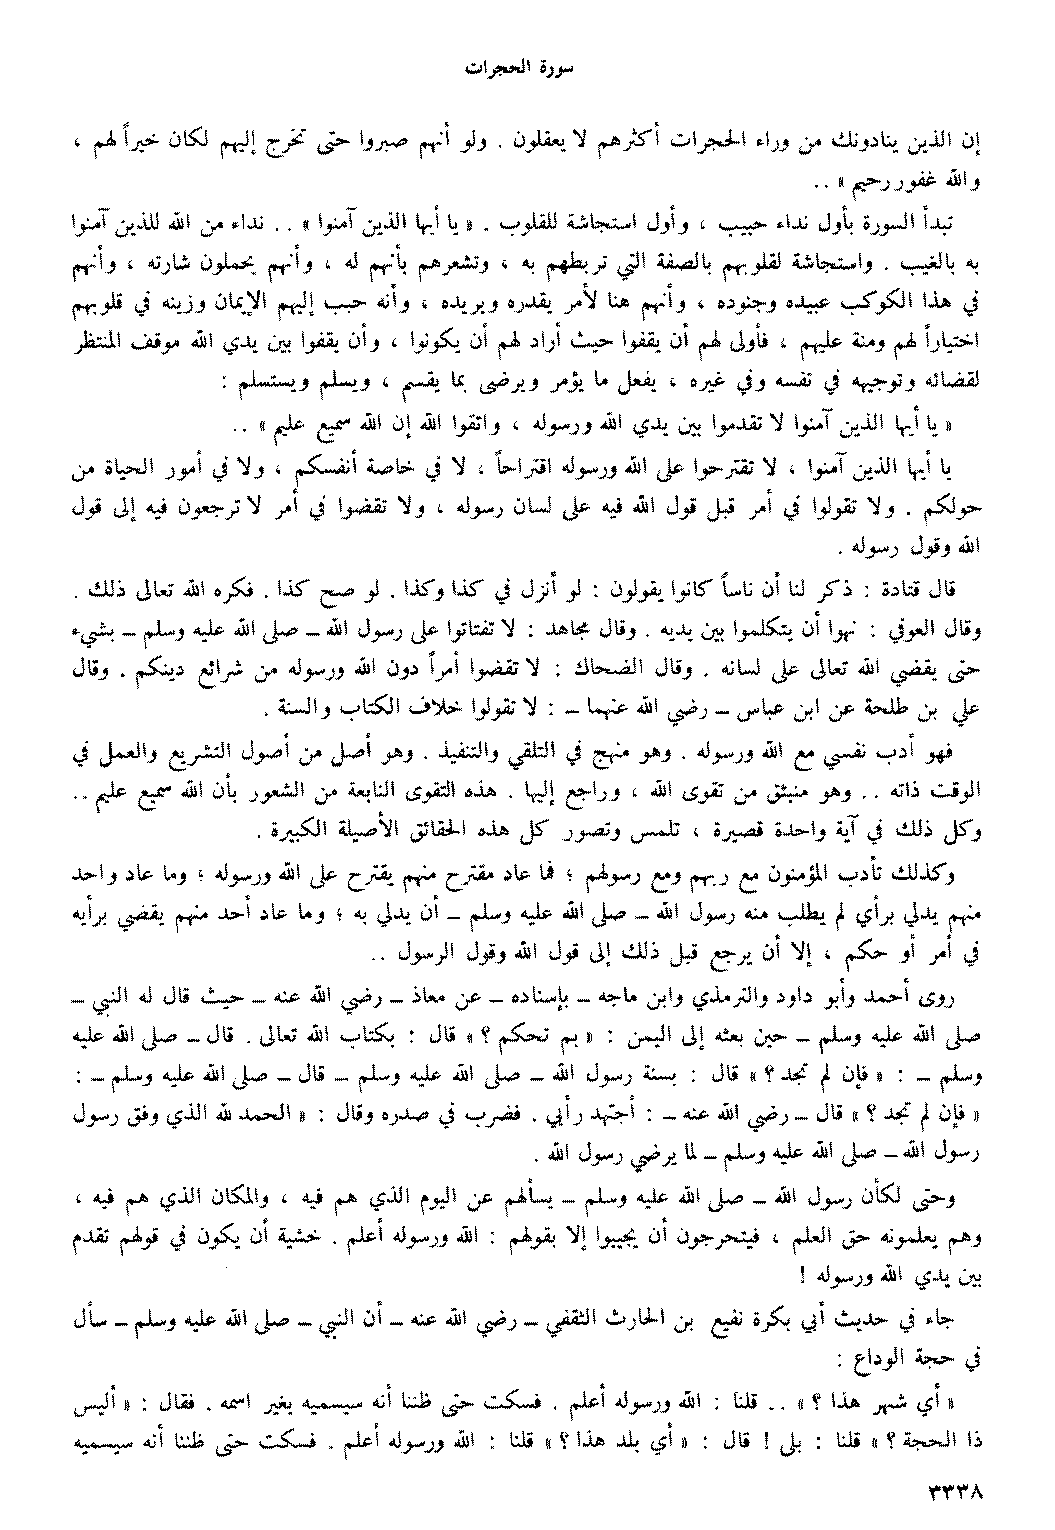 سورة الحجرات
إن الذين ينادونك من وراء الحجرات أكثرهم لا يعقلون . ولو أنهم صبروا حتى تخرج إليهم لكان خيراً لهم ،
والله غفور رحيم » ..
تبدأ السورة بأول نداء حبيب ، وأول استجاشة للقلوب . « يا أيها الذين آمنوا » .. نداء من الله للذين آمنوا
به بالغيب . واستجاشة لقلوبهم بالصفة التي تربطهم به ، وتشعرهم بأنهم له ، وأنهم يحملون شارته ، وأنهم
في هذا الكوكب عبيده وجنوده ، وأنهم هنا لأمر يقدره ويريده ، وأنه حبب إليهم الإيمان وزينه في قلوبهم
اختياراً لهم ومنة عليهم ، فأولى لهم أن يقفوا حيث أراد لهم أن يكونوا ، وأن يقفوا بين يدي الله موقف المنتظر
لقضائه وتوجيهه في نفسه وفي غيره ، يفعل ما يؤمر ويرضى بما يقسم ، ويسلم ويستسلم :
« يا أيها الذين آمنوا لا تقدموا بين يدي الله ورسوله ، واتقوا الله إن الله سميع عليم » ..
يا أيها الذين آمنوا ، لا تقترحوا على الله ورسوله اقتراحاً ، لا في خاصة أنفسكم ، ولا في أمور الحياة من
حولكم . ولا تقولوا في أمر قبل قول الله فيه على لسان رسوله ، ولا تقضوا في أمر لا ترجعون فيه إلى قول
الله وقول رسوله .
قال قتادة : ذكر لنا أن ناساً كانوا يقولون : لو أنزل في كذا وكذا . لو صح كذا . فكره الله تعالى ذلك .
وقال العوفي : نهوا أن يتكلموا بين يديه . وقال مجاهد : لا تفتاتوا على رسول الله – صلى الله عليه وسلم – بشيء
حتى يقضي الله تعالى على لسانه . وقال الضحاك : لا تقضوا أمراً دون الله ورسوله من شرائع دينكم . وقال
علي بن طلحة عن ابن عباس – رضي الله عنهما – : لا تقولوا خلاف الكتاب والسنة .
فهو أدب نفسي مع الله ورسوله . وهو منهج في التلقي والتنفيذ . وهو أصل من أصول التشريع والعمل في
الوقت ذاته .. وهو منبثق من تقوى الله ، وراجع إليها . هذه التقوى النابعة من الشعور بأن الله سميع عليم ..
وكل ذلك في آية واحدة قصيرة ، تلمس وتصور كل هذه الحقائق الأصيلة الكبيرة .
وكذلك تأدب المؤمنون مع ربهم ومع رسولهم ؛ فما عاد مقترح منهم يقترح على الله ورسوله ؛ وما عاد واحد
منهم يدلي برأي لم يطلب منه رسول الله – صلى الله عليه وسلم – أن يدلي به ؛ وما عاد أحد منهم يقضي برأيه
في أمر أو حكم ، إلا أن يرجع قبل ذلك إلى قول الله وقول الرسول ..
روى أحمد وأبو داود والترمذي وابن ماجه – بإسناده – عن معاذ – رضي الله عنه – حيث قال له النبي –
صلى الله عليه وسلم – حين بعثه إلى اليمن : « بم تحكم ؟ » قال : بكتاب الله تعالى . قال – صلى الله عليه
وسلم – : « فإن لم تجد ؟ » قال : بسنة رسول الله – صلى الله عليه وسلم – قال – صلى الله عليه وسلم – :
« فإن لم تجد ؟ » قال – رضي الله عنه – : أجتهد رأيي . فضرب في صدره وقال : « الحمد لله الذي وفق رسول
رسول الله – صلى الله عليه وسلم – لما يرضي رسول الله .
وحتى لكأن رسول الله – صلى الله عليه وسلم – يسألهم عن اليوم الذي هم فيه ، والمكان الذي هم فيه ،
وهم يعلمونه حق العلم ، فيتحرجون أن يجيبوا إلا بقولهم : الله ورسوله أعلم . خشية أن يكون في قولهم تقدم
بين يدي الله ورسوله !
جاء في حديث أبي بكرة نفيع بن الحارث الثقفي – رضي الله عنه – أن النبي – صلى الله عليه وسلم – سأل
في حجة الوداع :
« أي شهر هذا ؟ » .. قلنا : الله ورسوله أعلم . فسكت حتى ظننا أنه سيسميه بغير اسمه . فقال : « أليس
ذا الحجة ؟ » قلنا : بلى ! قال : « أي بلد هذا ؟ » قلنا : الله ورسوله أعلم . فسكت حتى ظننا أنه سيسميه
٣٣٣٨